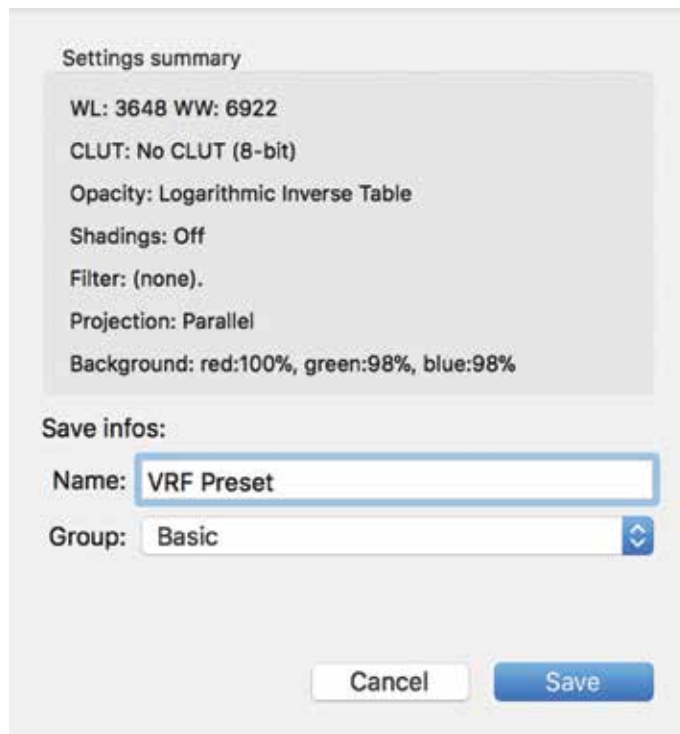 Settings summary
WL: 3648 WW: 6922
CLUT: No CLUT (8-bit)
Opacity: Logarithmic Inverse Table
Shadings: Off
Filter: (none).
Projection: Parallel
Background: red:100%, green:98%, blue:98%
Save infos:
Name: VRF Preset
Group: Basic
Cancel Save